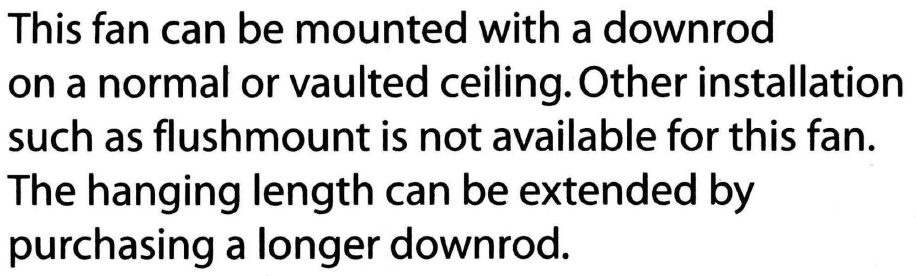 This fan can be mounted with a downrod
on a normal or vaulted ceiling. Other installation
such as flushmount is not available for this fan.
The hanging length can be extended by
purchasing a longer downrod.